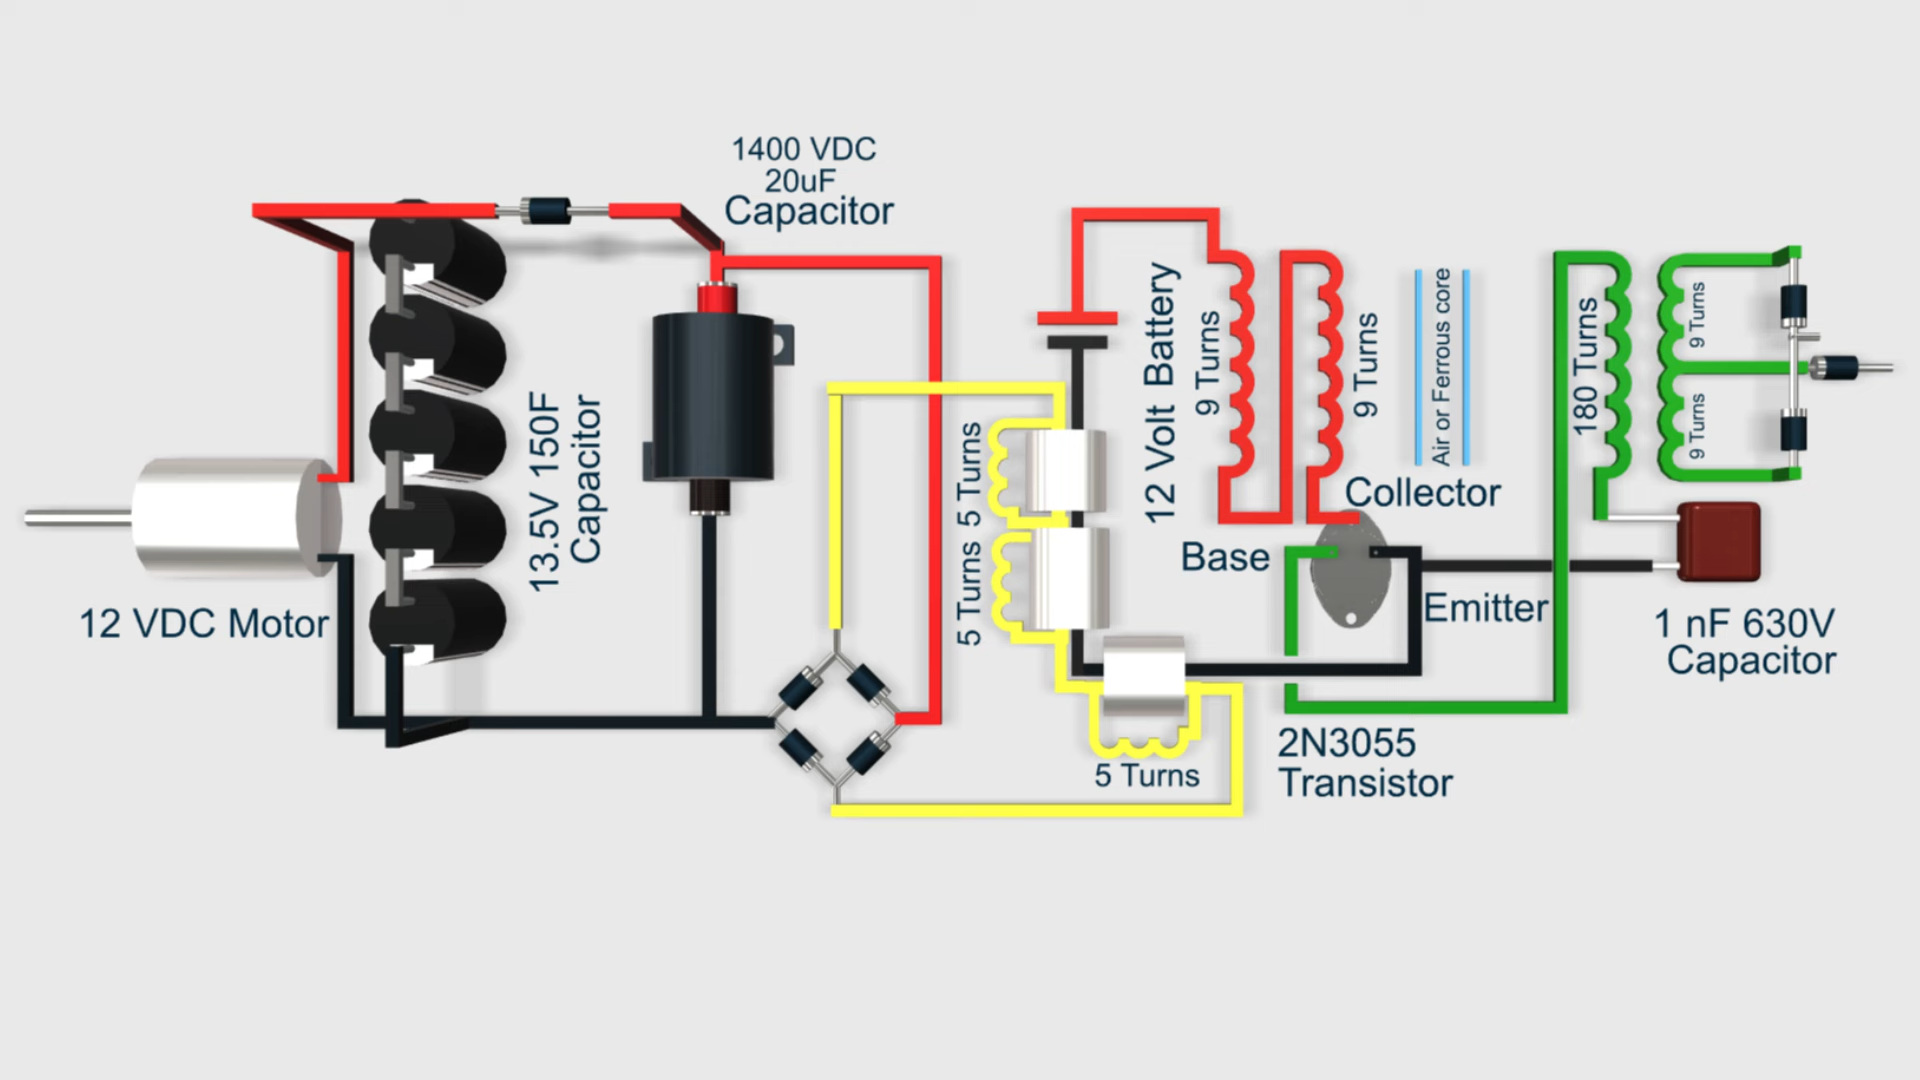 1400 VDC
20uF
Capacitor
12 VDC Motor
13.5V 150F
Capacitor
5 Turns
5 Turns
5 Turns
12 Volt Battery
9 Turns
9 Turns
Air or Ferrous core
Collector
Base
Emitter
2N3055
Transistor
180 Turns
9 Turns
9 Turns
1 nF 630V
Capacitor